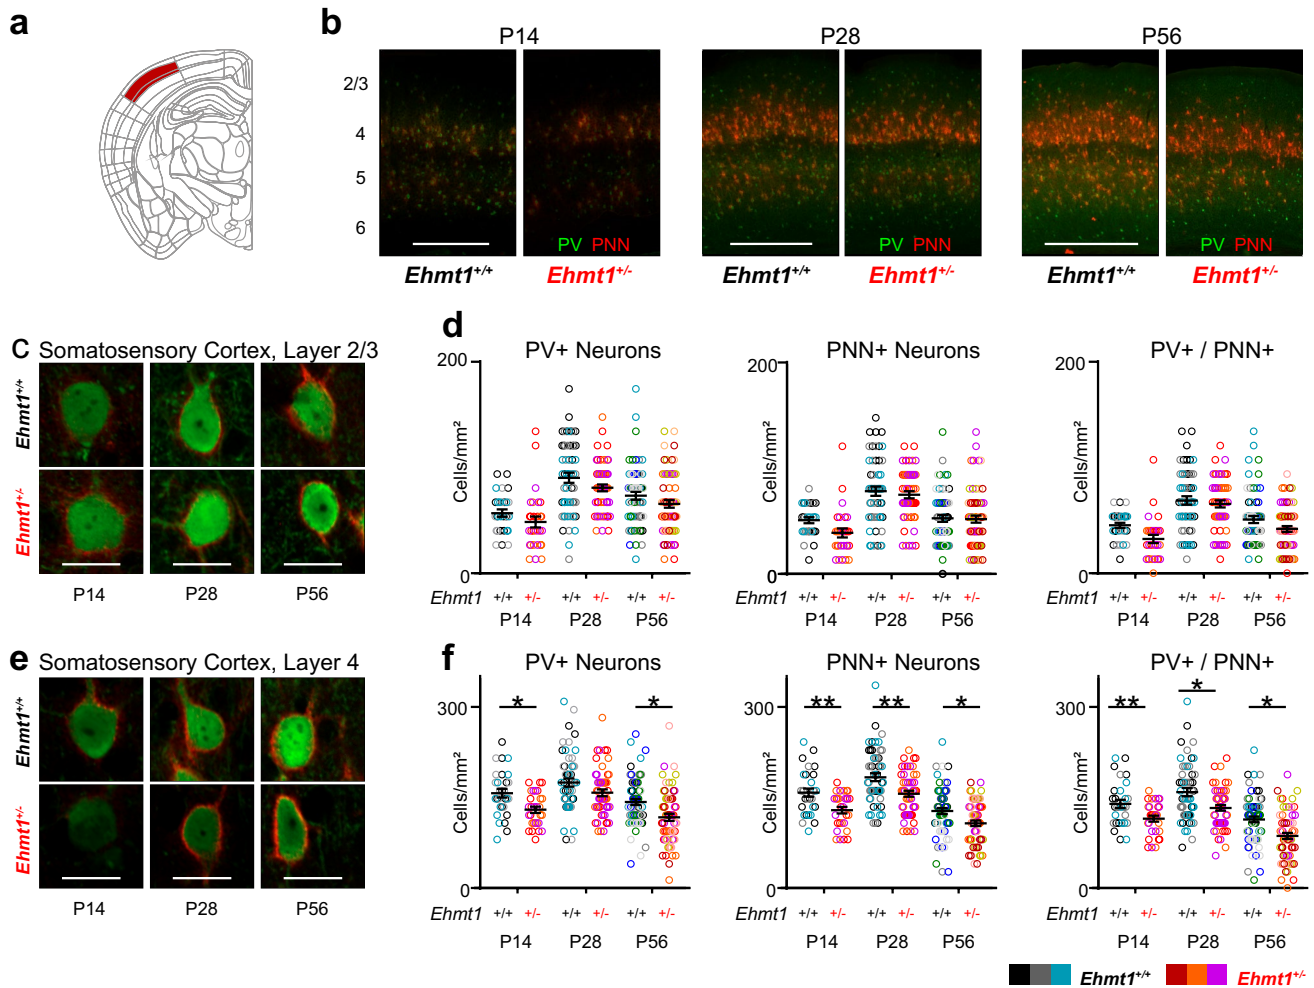 a
b
P14
P28
P56
2/3
4
5
6
PV PNN
PV PNN
PV PNN
Ehmt1+/+
Ehmt1+/-
Ehmt1+/+
Ehmt1+/-
Ehmt1+/+
Ehmt1+/-
c Somatosensory Cortex, Layer 2/3
Ehmt1+/+
Ehmt1+/-
P14
P28
P56
d
PV+ Neurons
PNN+ Neurons
PV+ / PNN+
200
Cells/mm²
0
200
Cells/mm²
0
200
Cells/mm²
0
Ehmt1 +/+ +/- +/+ +/- +/+ +/-
P14 P28 P56
Ehmt1 +/+ +/- +/+ +/- +/+ +/-
P14 P28 P56
Ehmt1 +/+ +/- +/+ +/- +/+ +/-
P14 P28 P56
e Somatosensory Cortex, Layer 4
Ehmt1+/+
Ehmt1+/-
P14
P28
P56
f
PV+ Neurons
PNN+ Neurons
PV+ / PNN+
300
Cells/mm²
0
* *
300
Cells/mm²
0
** ** *
300
Cells/mm²
0
** * *
Ehmt1 +/+ +/- +/+ +/- +/+ +/-
P14 P28 P56
Ehmt1 +/+ +/- +/+ +/- +/+ +/-
P14 P28 P56
Ehmt1 +/+ +/- +/+ +/- +/+ +/-
P14 P28 P56
Ehmt1+/+
Ehmt1+/-